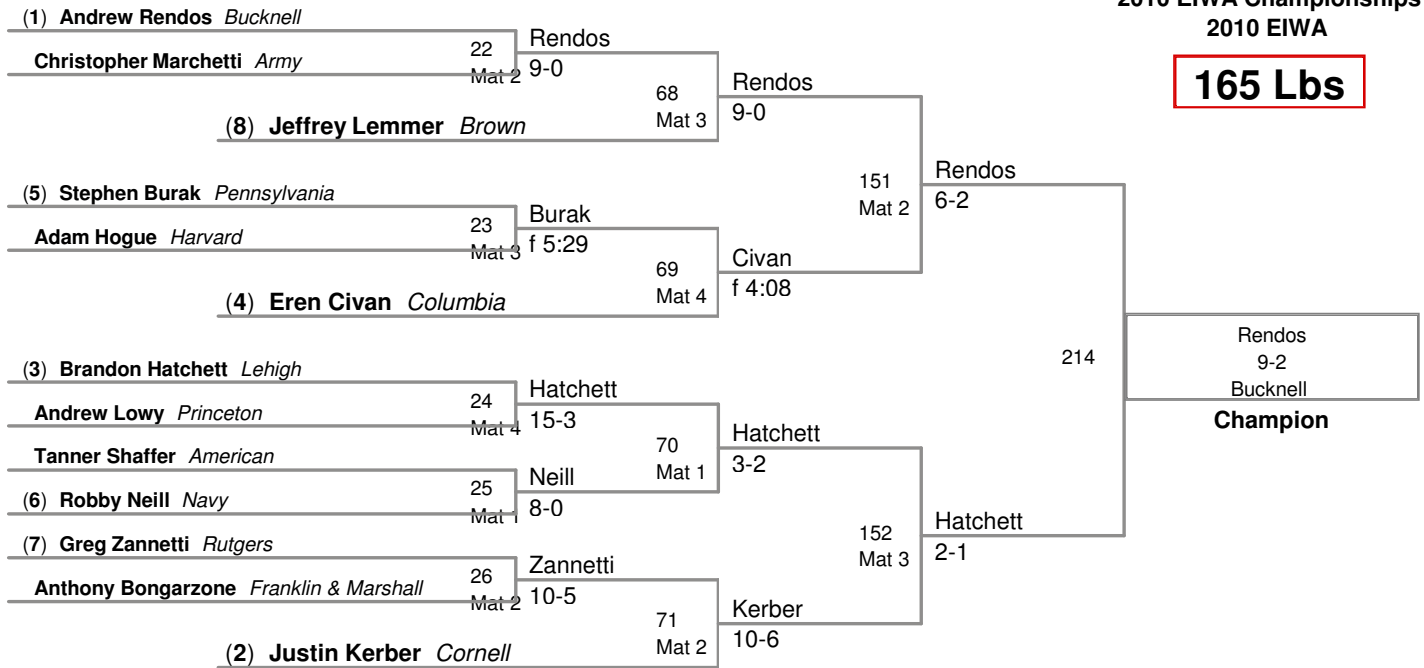 2010 EIWA Championships
2010 EIWA
165 Lbs
(1) Andrew Rendos Bucknell
Christopher Marchetti Army
22
Mat 2
Rendos
9-0
(8) Jeffrey Lemmer Brown
68
Mat 3
Rendos
9-0
(5) Stephen Burak Pennsylvania
Adam Hogue Harvard
23
Mat 3
Burak
f 5:29
(4) Eren Civan Columbia
69
Mat 4
Civan
f 4:08
151
Mat 2
Rendos
6-2
(3) Brandon Hatchett Lehigh
Andrew Lowy Princeton
24
Mat 4
Hatchett
15-3
Tanner Shaffer American
(6) Robby Neill Navy
25
Mat 1
Neill
8-0
70
Mat 1
Hatchett
3-2
(7) Greg Zannetti Rutgers
Anthony Bongarzone Franklin & Marshall
26
Mat 2
Zannetti
10-5
(2) Justin Kerber Cornell
71
Mat 2
Kerber
10-6
152
Mat 3
Hatchett
2-1
214
Rendos
9-2
Bucknell
Champion